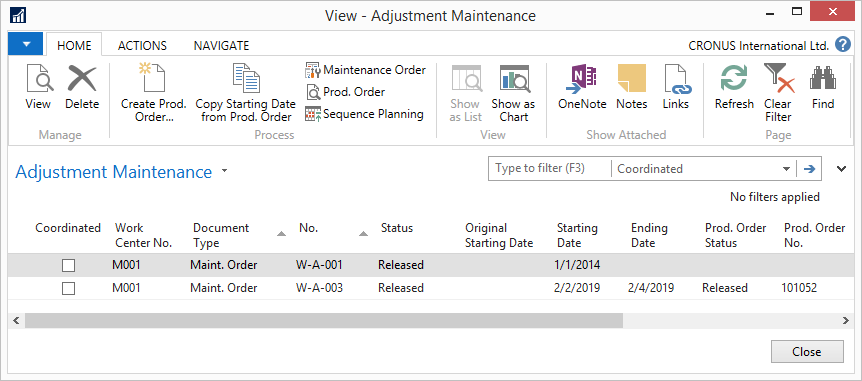 View - Adjustment Maintenance
HOME ACTIONS NAVIGATE CRONUS International Ltd.
View
Delete
Manage
Create Prod.
Order...
Copy Starting Date
from Prod. Order
Maintenance Order
Prod. Order
Sequence Planning
Process
Show
as List
Show as
Chart
View
OneNote
Notes
Links
Show Attached
Refresh
Clear
Filter
Find
Page
Adjustment Maintenance
Type to filter (F3) Coordinated
No filters applied
Coordinated
Work
Center No.
Document
Type
No.
Status
Original
Starting Date
Starting
Date
Ending
Date
Prod. Order
Status
Prod. Order
No.
M001 Maint. Order W-A-001 Released 1/1/2014
M001 Maint. Order W-A-003 Released 2/2/2019 2/4/2019 Released 101052
Close